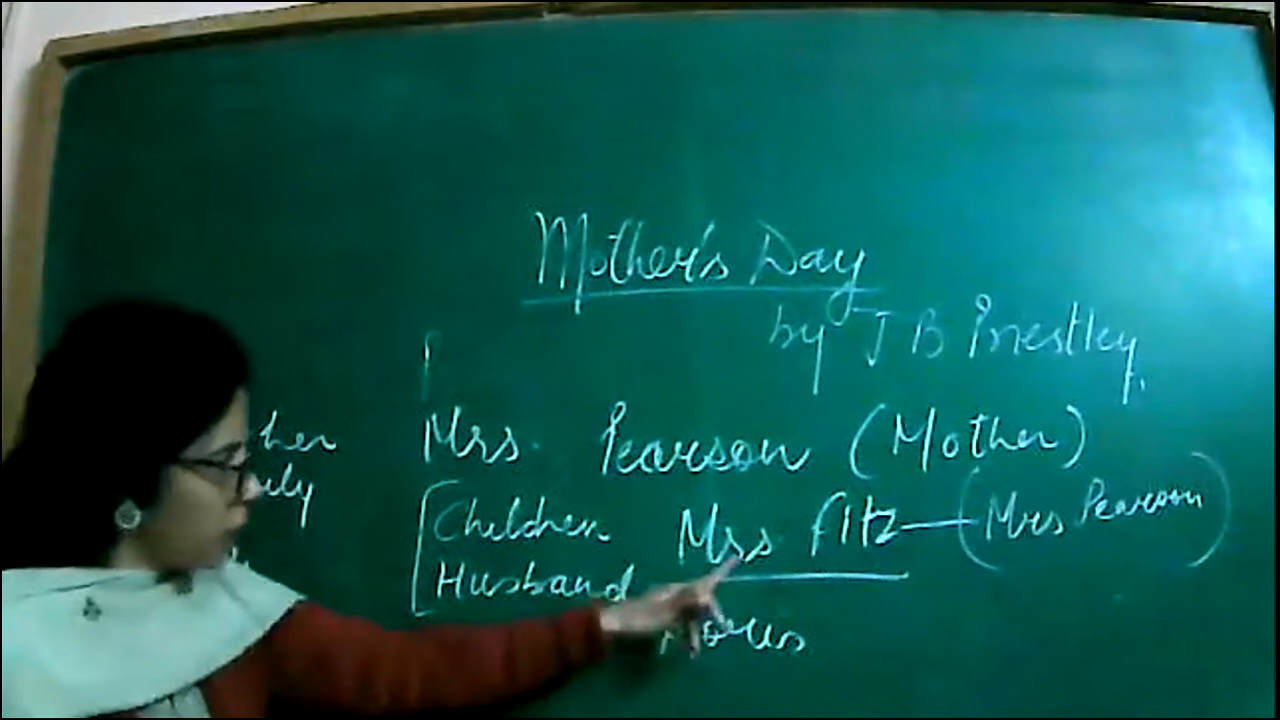 Mother's Day
by J B Priestley,
Mrs. Pearson (Mother)
Children Mrs Fitz — (Mrs Pearson)
Husband